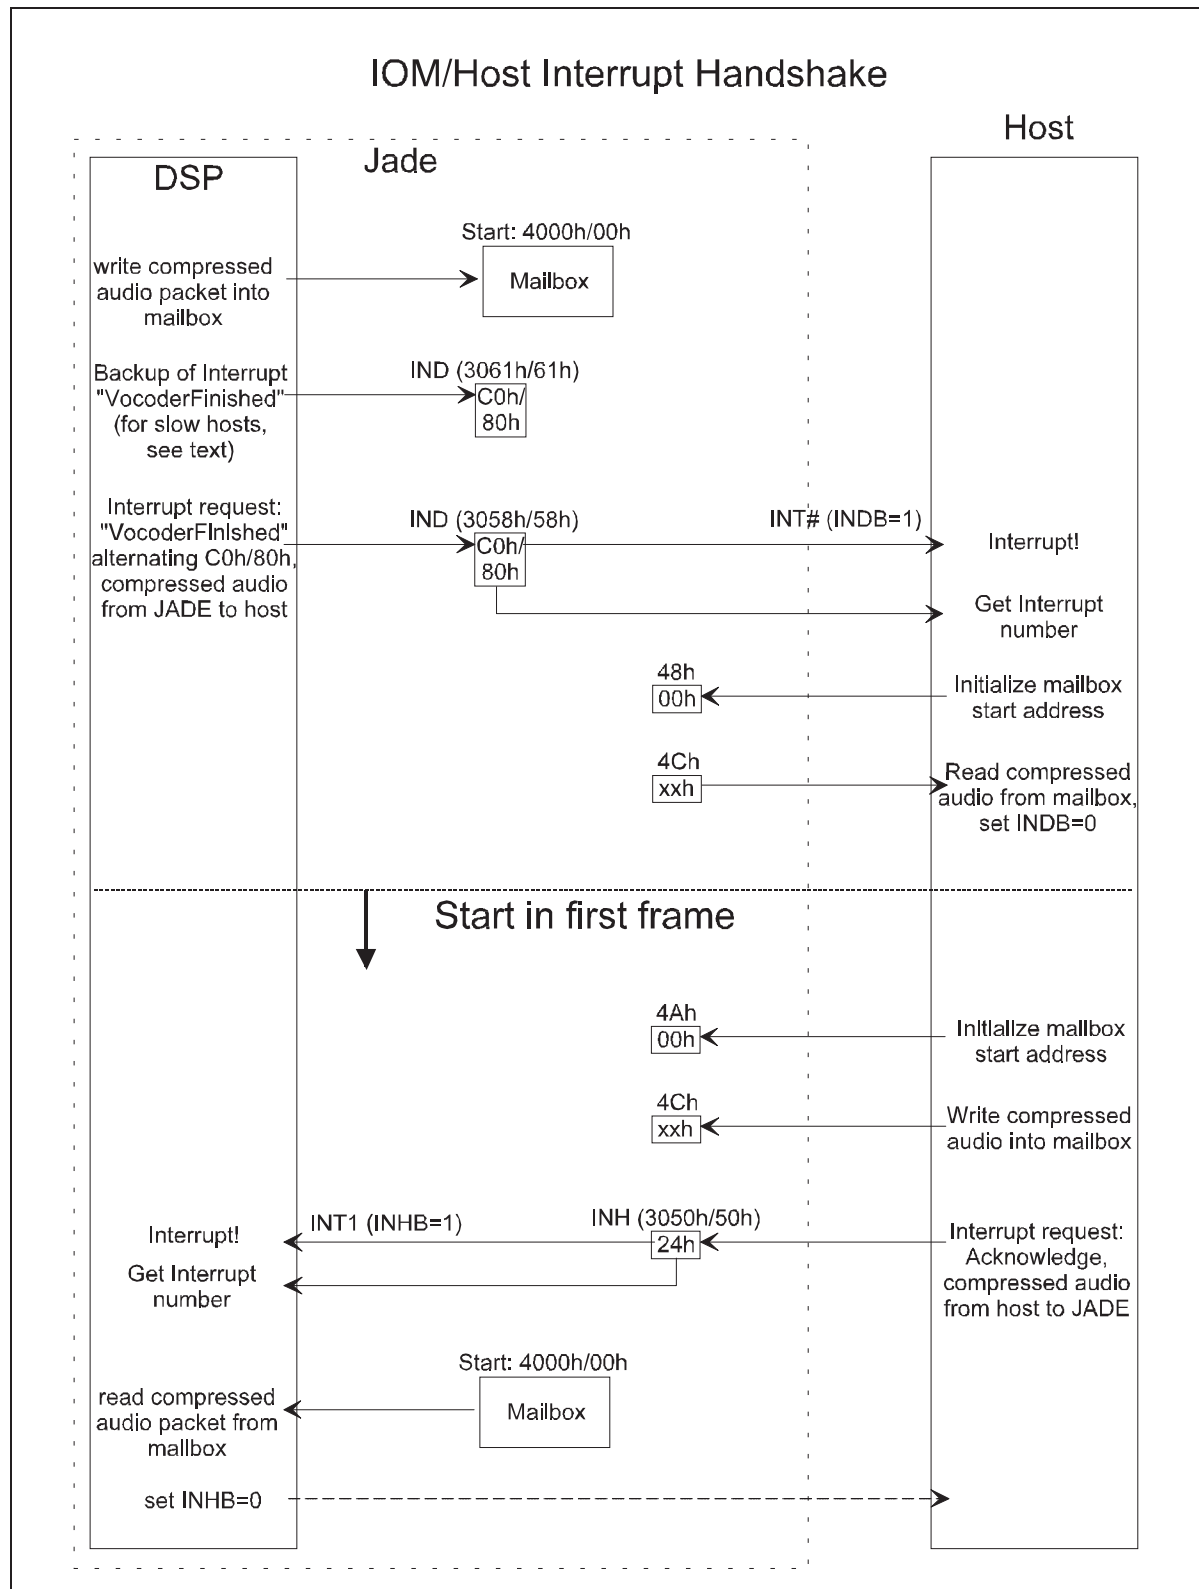 IOM/Host Interrupt Handshake
Host
Jade
DSP
Start: 4000h/00h
write compressed
audio packet into
mailbox
Mailbox
Backup of Interrupt
"VocoderFinished"
(for slow hosts,
see text)
IND (3061h/61h)
C0h/
80h
Interrupt request:
"VocoderFinished"
alternating C0h/80h,
compressed audio
from JADE to host
IND (3058h/58h)
C0h/
80h
INT# (INDB=1)
Interrupt!
Get Interrupt
number
48h
00h
Initialize mailbox
start address
4Ch
xxh
Read compressed
audio from mailbox,
set INDB=0
Start in first frame
4Ah
00h
Initialize mailbox
start address
4Ch
xxh
Write compressed
audio into mailbox
Interrupt!
INT1 (INHB=1)
INH (3050h/50h)
24h
Interrupt request:
Acknowledge,
compressed audio
from host to JADE
Get Interrupt
number
Start: 4000h/00h
read compressed
audio packet from
mailbox
Mailbox
set INHB=0